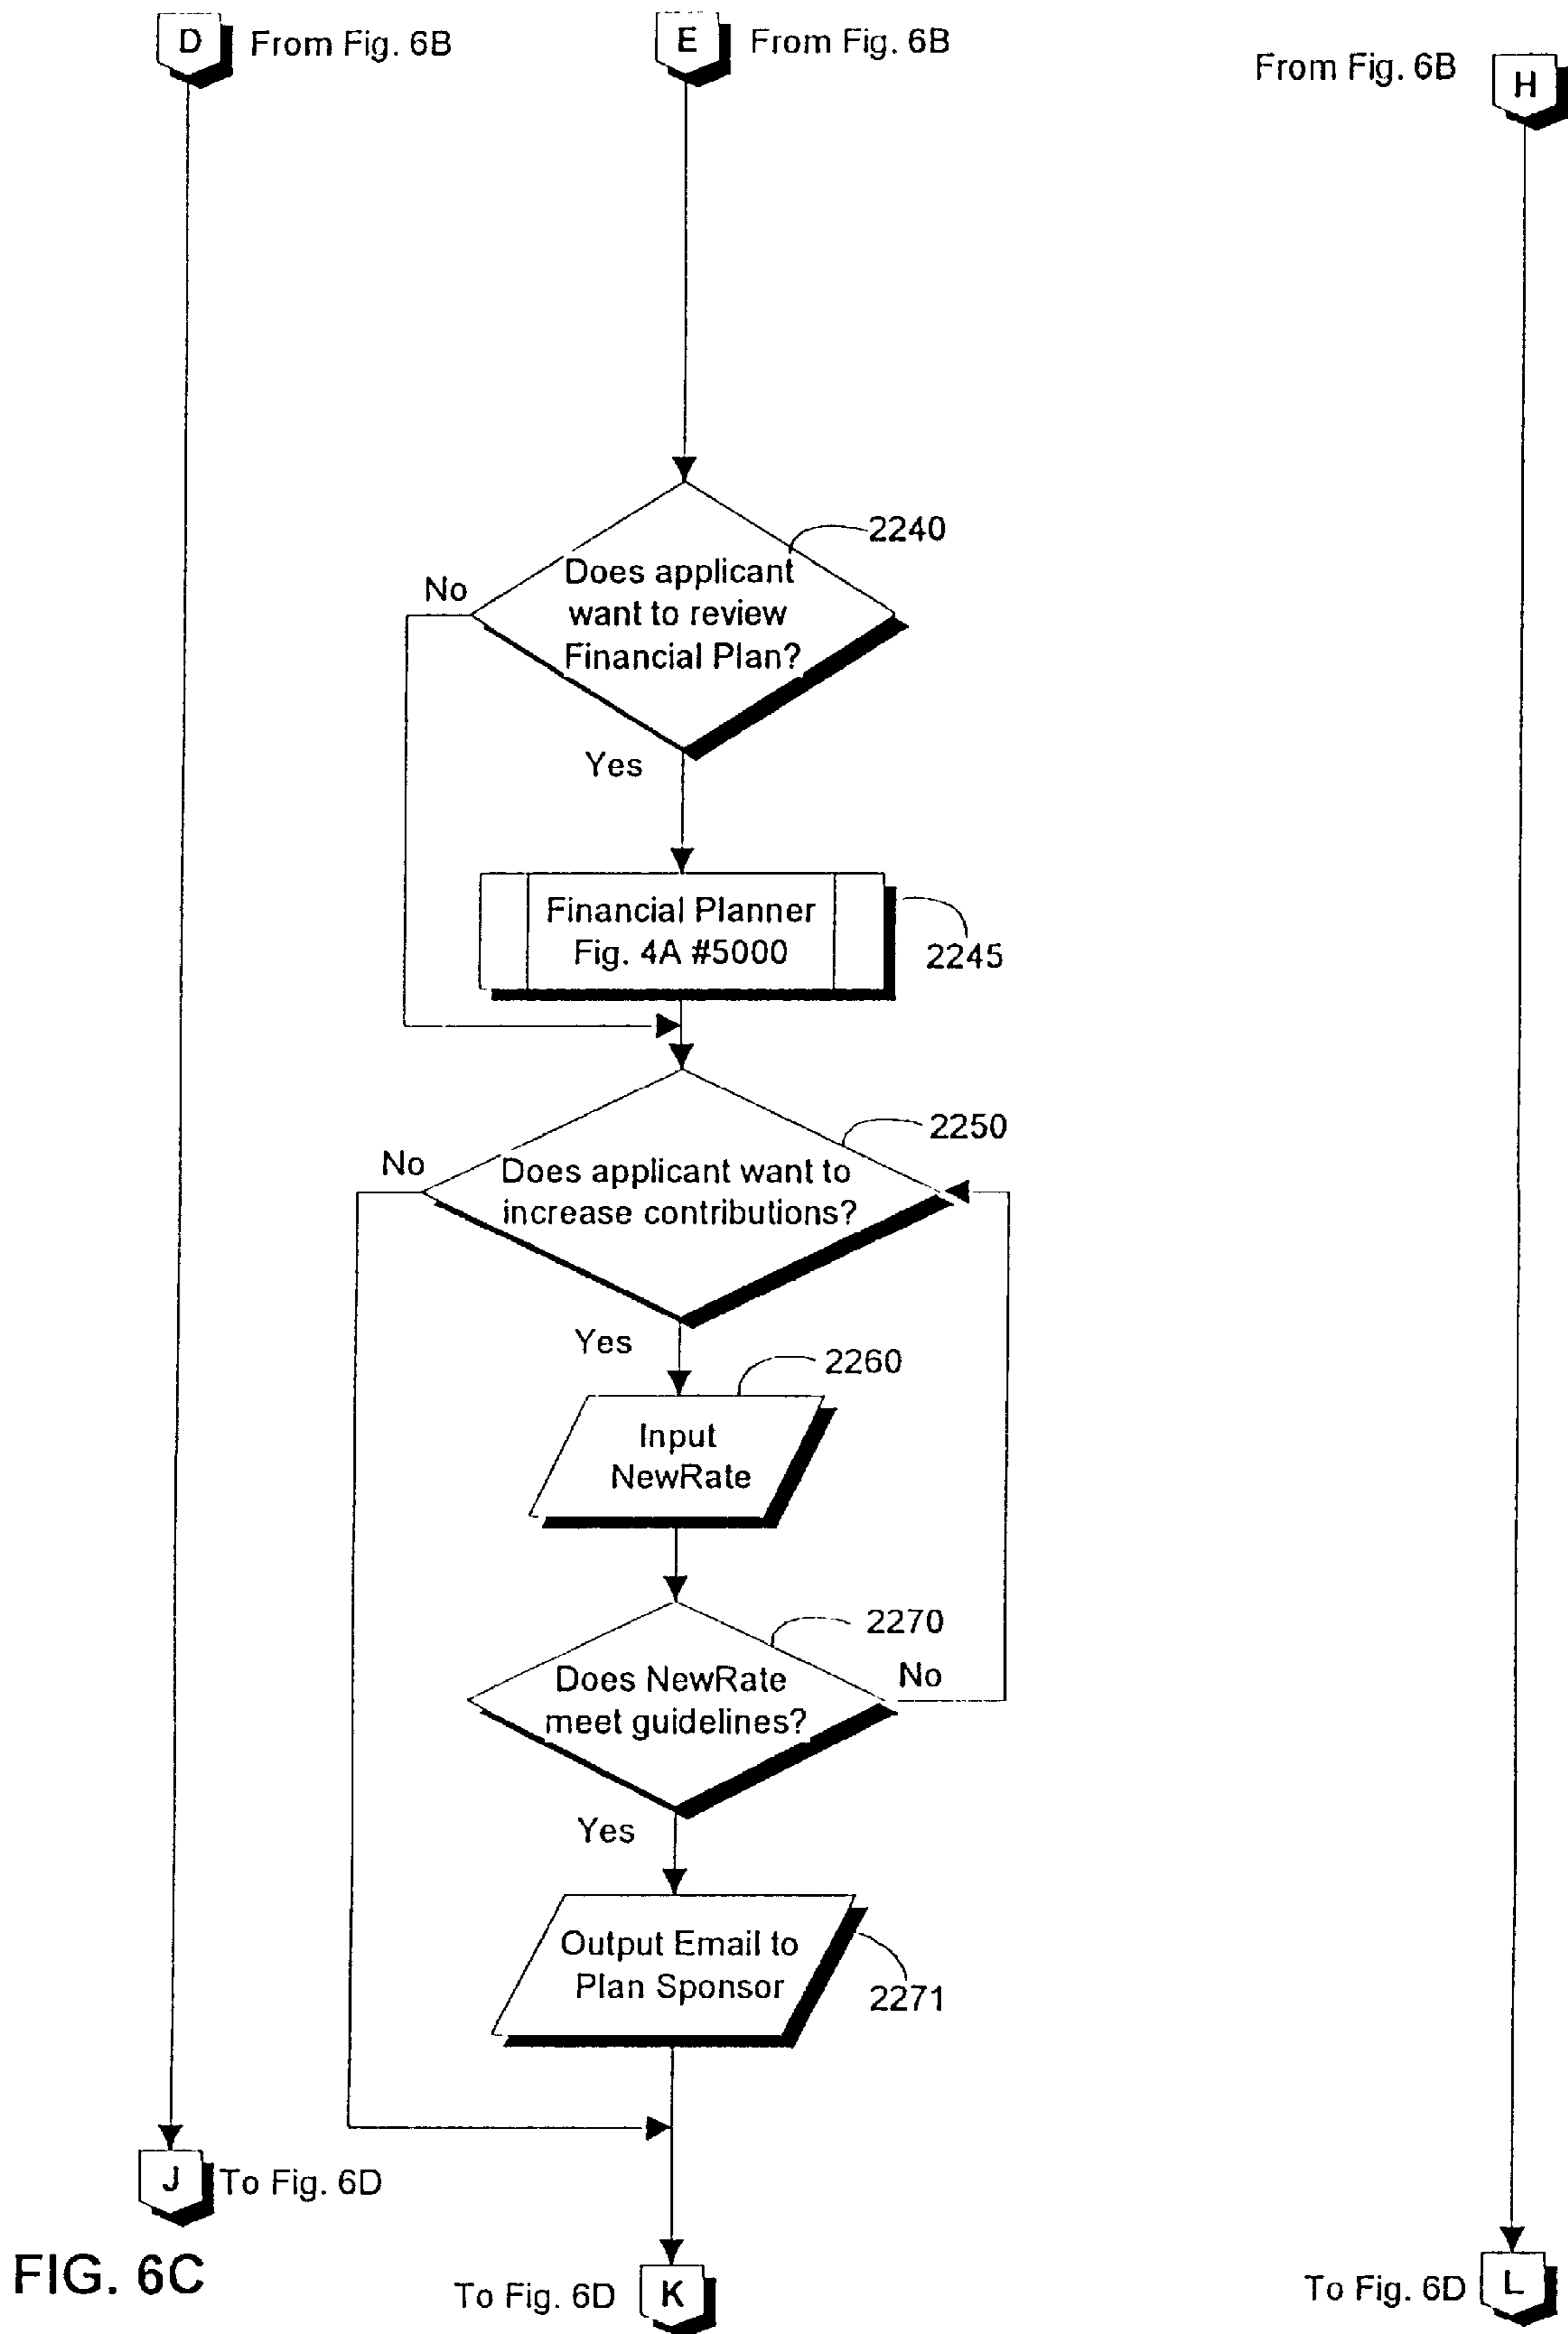 D From Fig. 6B
E From Fig. 6B
From Fig. 6B H
2240
No
Does applicant
want to review
Financial Plan?
Yes
Financial Planner
Fig. 4A #5000
2245
2250
No
Does applicant want to
increase contributions?
Yes
2260
Input
NewRate
2270
No
Does NewRate
meet guidelines?
Yes
Output Email to
Plan Sponsor
2271
J To Fig. 6D
FIG. 6C
To Fig. 6D K
To Fig. 6D L